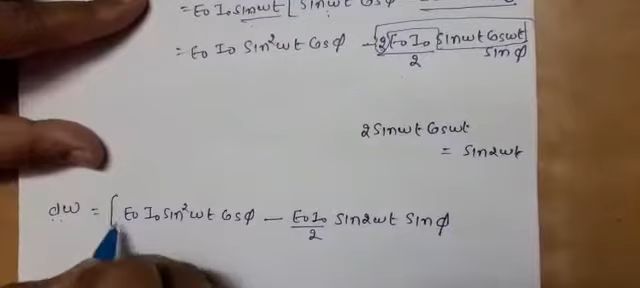 = E₀ I₀ sinωt [ sinωt cosϕ
= E₀ I₀ sin²ωt cosϕ - 2 E₀I₀/2 sinωt cosωt sinϕ
2 sinωt cosωt
= sin2ωt
dw = ∫ E₀ I₀ sin²ωt cosϕ - E₀I₀/2 sin2ωt sinϕ